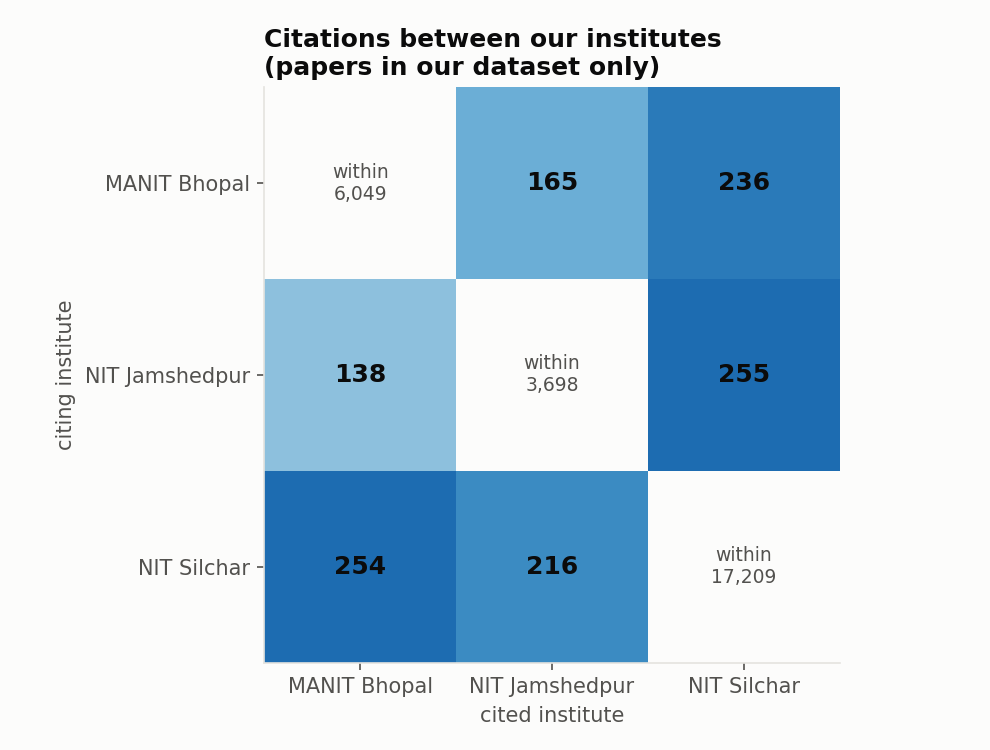 Citations between our institutes
(papers in our dataset only)
MANIT Bhopal
within
6,049
165
236
citing institute
NIT Jamshedpur
138
within
3,698
255
NIT Silchar
254
216
within
17,209
MANIT Bhopal
NIT Jamshedpur
NIT Silchar
cited institute